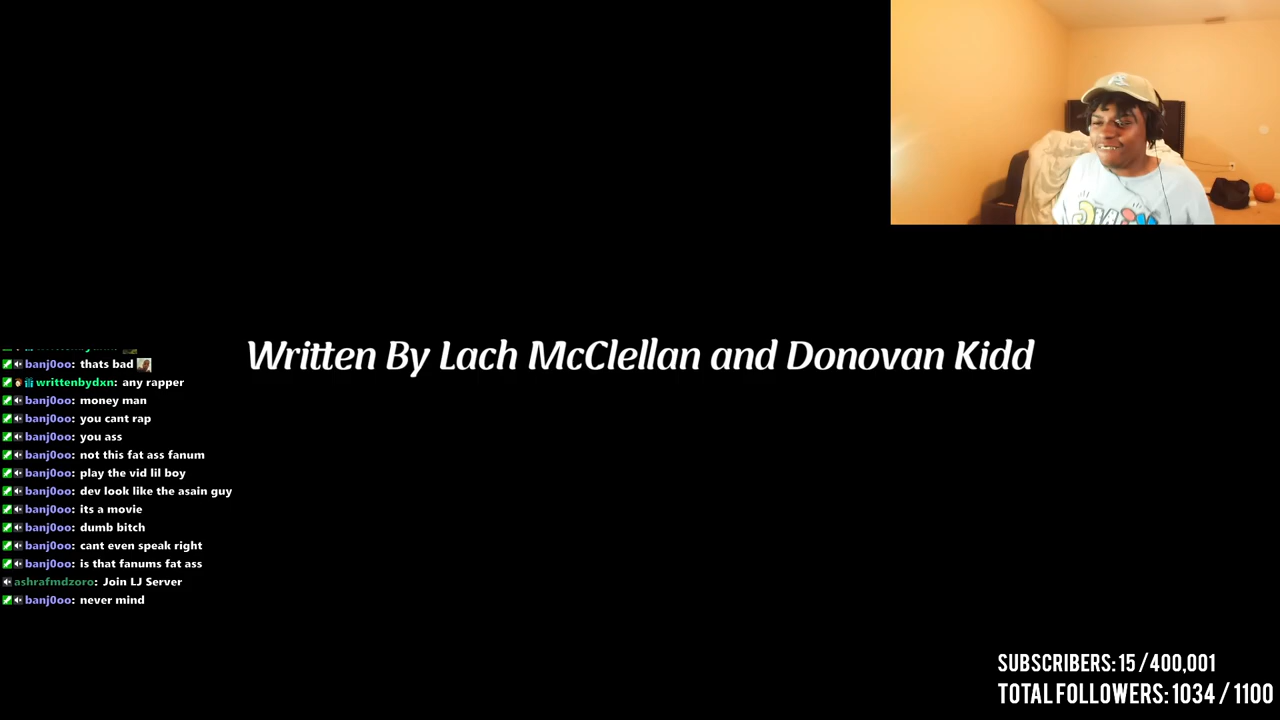 Written By Lach McClellan and Donovan Kidd
banj0oo: thats bad
writtenbydxn: any rapper
banj0oo: money man
banj0oo: you cant rap
banj0oo: you ass
banj0oo: not this fat ass fanum
banj0oo: play the vid lil boy
banj0oo: dev look like the asain guy
banj0oo: its a movie
banj0oo: dumb bitch
banj0oo: cant even speak right
banj0oo: is that fanums fat ass
ashrafmdzoro: Join LJ Server
banj0oo: never mind
SUBSCRIBERS: 15 / 400,001
TOTAL FOLLOWERS: 1034 / 1100